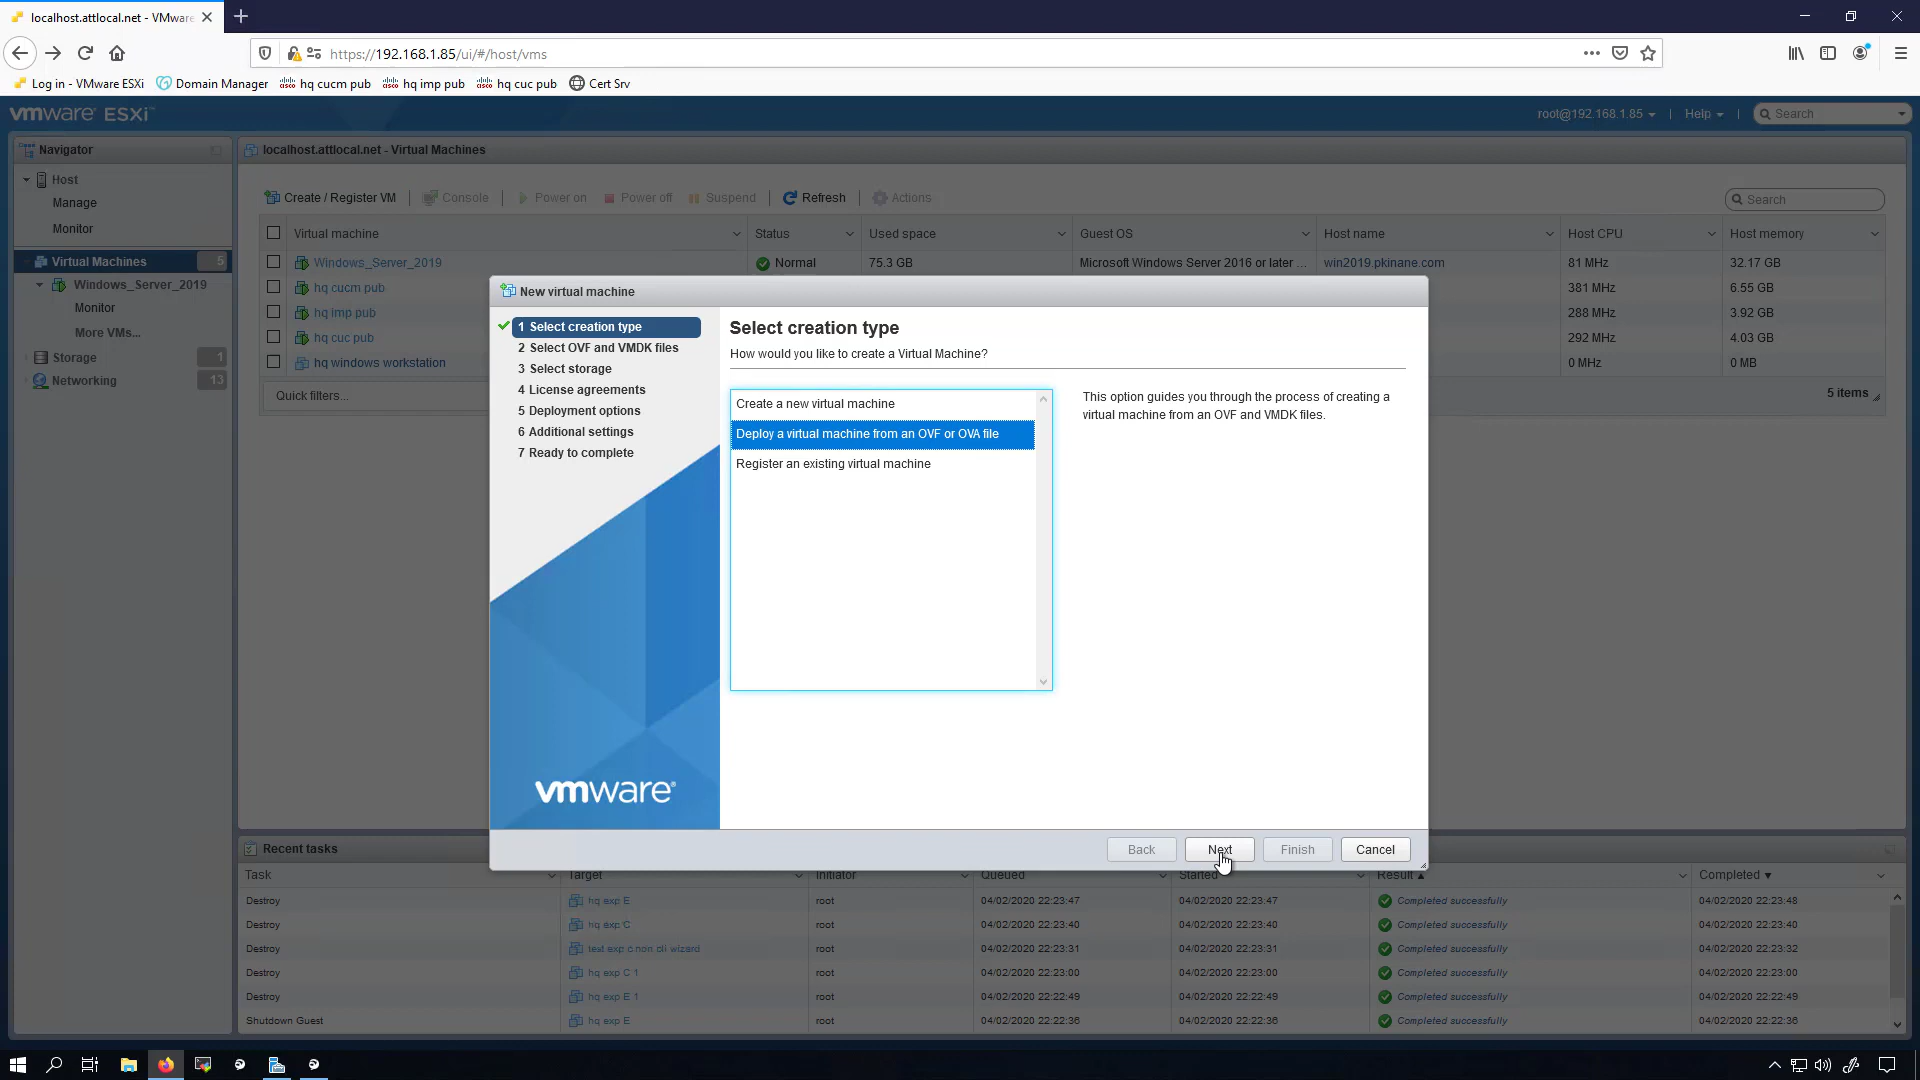 localhost.attlocal.net - VMware
https://192.168.1.85/ui/#/host/vms
Log in - VMware ESXi
Domain Manager
hq cucm pub
hq imp pub
hq cuc pub
Cert Srv
vmware ESXi™
root@192.168.1.85
Help
Search
Navigator
localhost.attlocal.net - Virtual Machines
Host
Manage
Monitor
Virtual Machines 5
Windows_Server_2019
Monitor
More VMs...
Storage 1
Networking 13
Create / Register VM
Console
Power on
Power off
Suspend
Refresh
Actions
Search
Virtual machine Status Used space Guest OS Host name Host CPU Host memory
Windows_Server_2019 Normal 75.3 GB Microsoft Windows Server 2016 or later ... win2019.pkinane.com 81 MHz 32.17 GB
hq cucm pub 381 MHz 6.55 GB
hq imp pub 288 MHz 3.92 GB
hq cuc pub 292 MHz 4.03 GB
hq windows workstation 0 MHz 0 MB
Quick filters...
5 items
New virtual machine
1 Select creation type
2 Select OVF and VMDK files
3 Select storage
4 License agreements
5 Deployment options
6 Additional settings
7 Ready to complete
vmware®
Select creation type
How would you like to create a Virtual Machine?
Create a new virtual machine
Deploy a virtual machine from an OVF or OVA file
Register an existing virtual machine
This option guides you through the process of creating a
virtual machine from an OVF and VMDK files.
Back
Next
Finish
Cancel
Recent tasks
Task Target Initiator Queued Started Result ▲ Completed ▼
Destroy hq exp E root 04/02/2020 22:23:47 04/02/2020 22:23:47 Completed successfully 04/02/2020 22:23:48
Destroy hq exp C root 04/02/2020 22:23:40 04/02/2020 22:23:40 Completed successfully 04/02/2020 22:23:40
Destroy test exp c non cli wizard root 04/02/2020 22:23:31 04/02/2020 22:23:31 Completed successfully 04/02/2020 22:23:32
Destroy hq exp C 1 root 04/02/2020 22:23:00 04/02/2020 22:23:00 Completed successfully 04/02/2020 22:23:00
Destroy hq exp E 1 root 04/02/2020 22:22:49 04/02/2020 22:22:49 Completed successfully 04/02/2020 22:22:49
Shutdown Guest hq exp E root 04/02/2020 22:22:36 04/02/2020 22:22:36 Completed successfully 04/02/2020 22:22:36